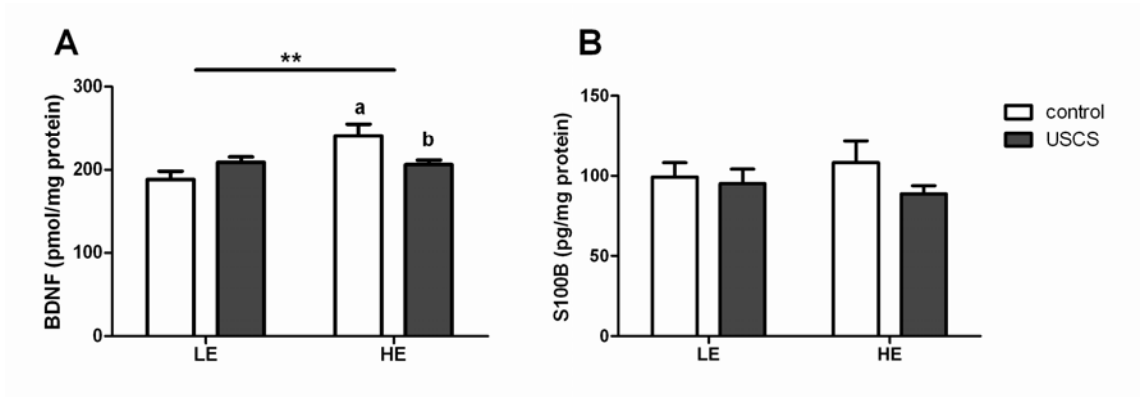 A
BDNF (pmol/mg protein)
300
200
100
0
**
a
b
LE
HE
B
S100B (pg/mg protein)
150
100
50
0
LE
HE
control
USCS